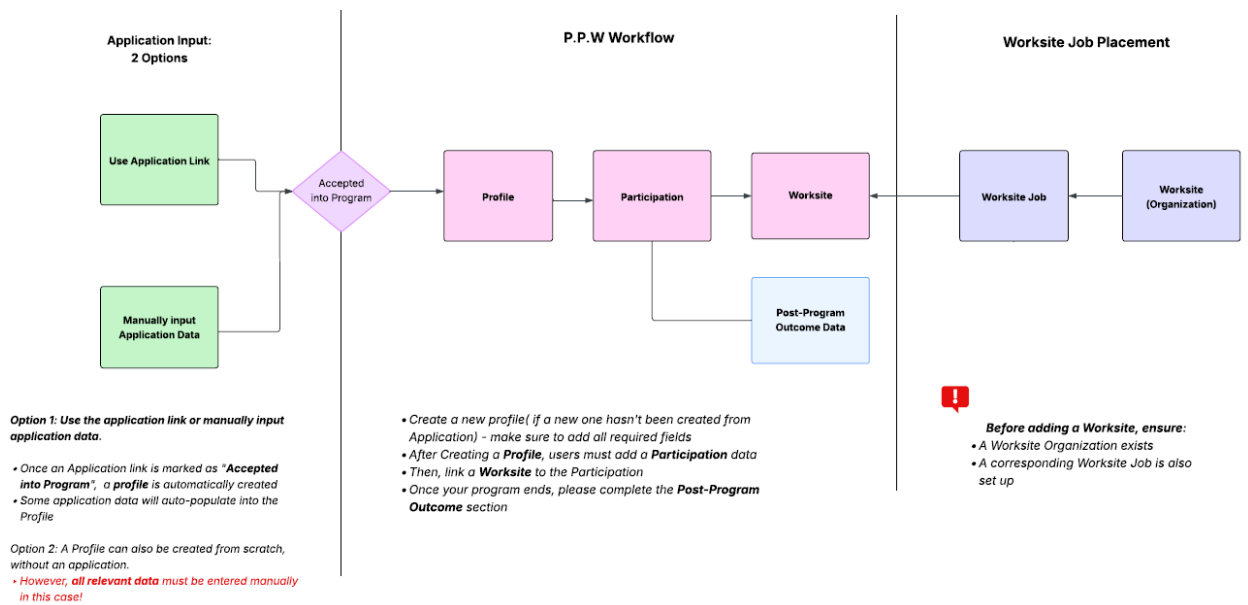 Application Input:
2 Options
P.P.W Workflow
Worksite Job Placement
Use Application Link
Manually input
Application Data
Accepted
into Program
Profile
Participation
Worksite
Post-Program
Outcome Data
Worksite Job
Worksite
(Organization)
Option 1: Use the application link or manually input
application data.
• Once an Application link is marked as "Accepted
into Program", a profile is automatically created
• Some application data will auto-populate into the
Profile
Option 2: A Profile can also be created from scratch,
without an application.
‣ However, all relevant data must be entered manually
in this case!
• Create a new profile( if a new one hasn't been created from
Application) - make sure to add all required fields
• After Creating a Profile, users must add a Participation data
• Then, link a Worksite to the Participation
• Once your program ends, please complete the Post-Program
Outcome section
!
Before adding a Worksite, ensure:
• A Worksite Organization exists
• A corresponding Worksite Job is also
set up